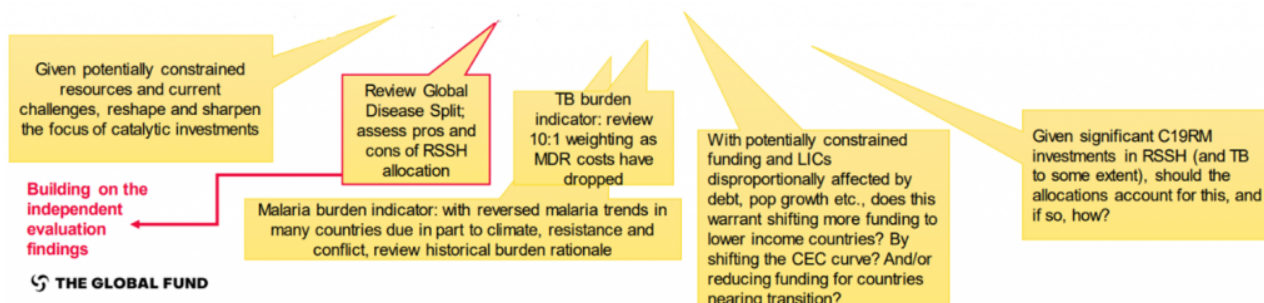 Given potentially constrained
resources and current
challenges, reshape and sharpen
the focus of catalytic investments
Review Global
Disease Split;
assess pros and
cons of RSSH
allocation
TB burden
indicator: review
10:1 weighting as
MDR costs have
dropped
With potentially constrained
funding and LICs
disproportionally affected by
debt, pop growth etc., does this
warrant shifting more funding to
lower income countries? By
shifting the CEC curve? And/or
reducing funding for countries
nearing transition?
Given significant C19RM
investments in RSSH (and TB
to some extent), should the
allocations account for this, and
if so, how?
Building on the
independent
evaluation
findings
Malaria burden indicator: with reversed malaria trends in
many countries due in part to climate, resistance and
conflict, review historical burden rationale
THE GLOBAL FUND